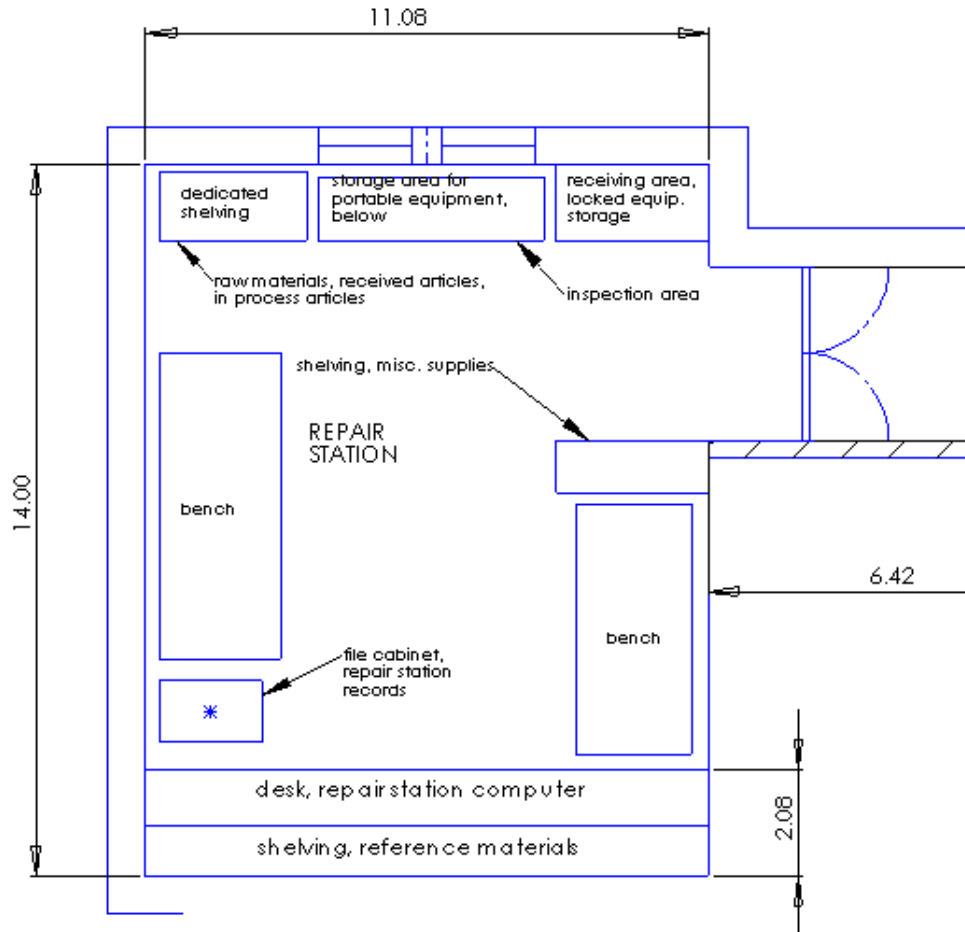 11.08
dedicated
shelving
storage area for
portable equipment,
below
receiving area,
locked equip.
storage
raw materials, received articles,
in process articles
inspection area
shelving, misc. supplies
REPAIR
STATION
14.00
bench
6.42
bench
file cabinet,
repair station
records
*
desk, repair station computer
2.08
shelving, reference materials